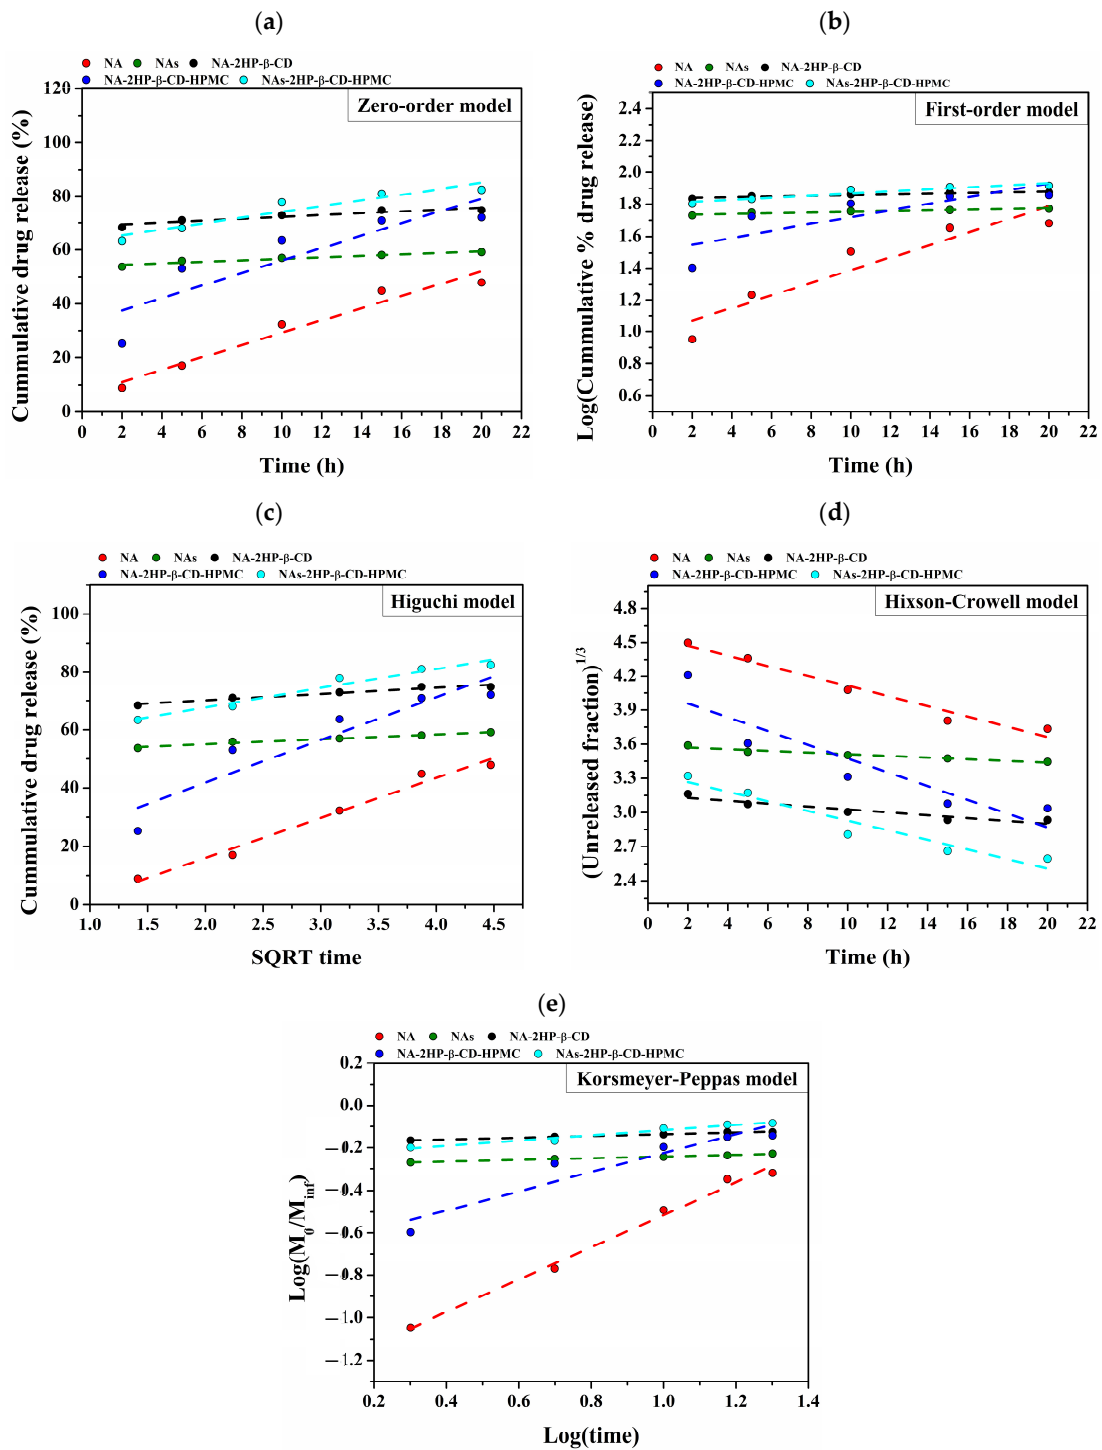 (a)
NA NAs NA-2HP-β-CD
NA-2HP-β-CD-HPMC NAs-2HP-β-CD-HPMC
Zero-order model
Cummulative drug release (%)
120
100
80
60
40
20
0
0 2 4 6 8 10 12 14 16 18 20 22
Time (h)
(b)
NA NAs NA-2HP-β-CD
NA-2HP-β-CD-HPMC NAs-2HP-β-CD-HPMC
First-order model
Log(Cummulative % drug release)
2.4
2.2
2.0
1.8
1.6
1.4
1.2
1.0
0.8
0.6
0 2 4 6 8 10 12 14 16 18 20 22
Time (h)
(c)
NA NAs NA-2HP-β-CD
NA-2HP-β-CD-HPMC NAs-2HP-β-CD-HPMC
Higuchi model
Cummulative drug release (%)
100
80
60
40
20
0
1.0 1.5 2.0 2.5 3.0 3.5 4.0 4.5
SQRT time
(d)
NA NAs NA-2HP-β-CD
NA-2HP-β-CD-HPMC NAs-2HP-β-CD-HPMC
Hixson-Crowell model
(Unreleased fraction)1/3
4.8
4.5
4.2
3.9
3.6
3.3
3.0
2.7
2.4
0 2 4 6 8 10 12 14 16 18 20 22
Time (h)
(e)
NA NAs NA-2HP-β-CD
NA-2HP-β-CD-HPMC NAs-2HP-β-CD-HPMC
Korsmeyer-Peppas model
Log(M0/Minf)
0.2
0.0
−0.2
−0.4
−0.6
−0.8
−1.0
−1.2
0.2 0.4 0.6 0.8 1.0 1.2 1.4
Log(time)